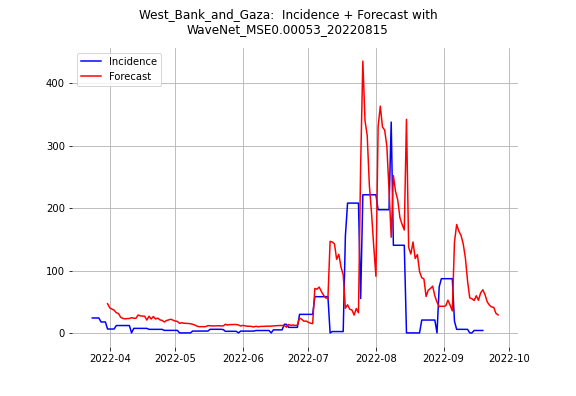 West_Bank_and_Gaza:  Incidence + Forecast with
WaveNet_MSE0.00053_20220815
Incidence
Forecast
400
300
200
100
0
2022-04 2022-05 2022-06 2022-07 2022-08 2022-09 2022-10